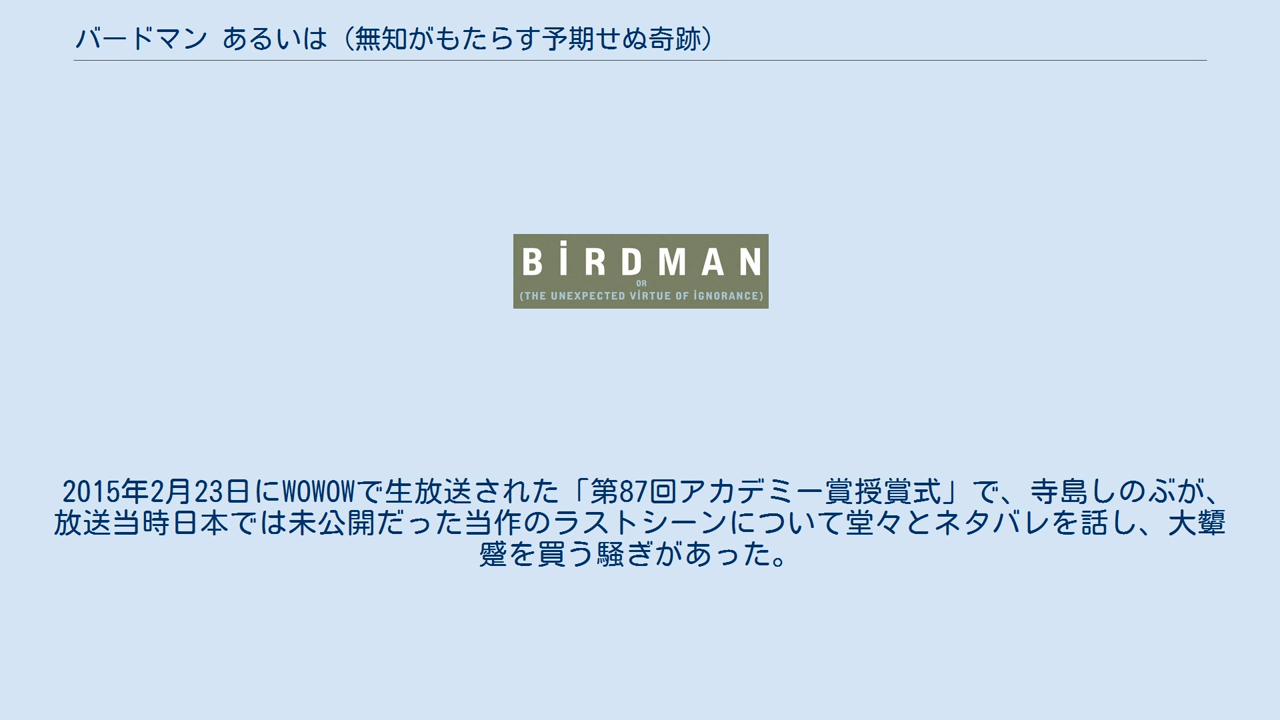 バードマン あるいは（無知がもたらす予期せぬ奇跡）
BiRDMAN
OR
(THE UNEXPECTED ViRTUE OF iGNORANCE)
2015年2月23日にWOWOWで生放送された「第87回アカデミー賞授賞式」で、寺島しのぶが、
放送当時日本では未公開だった当作のラストシーンについて堂々とネタバレを話し、大顰
蹙を買う騒ぎがあった。